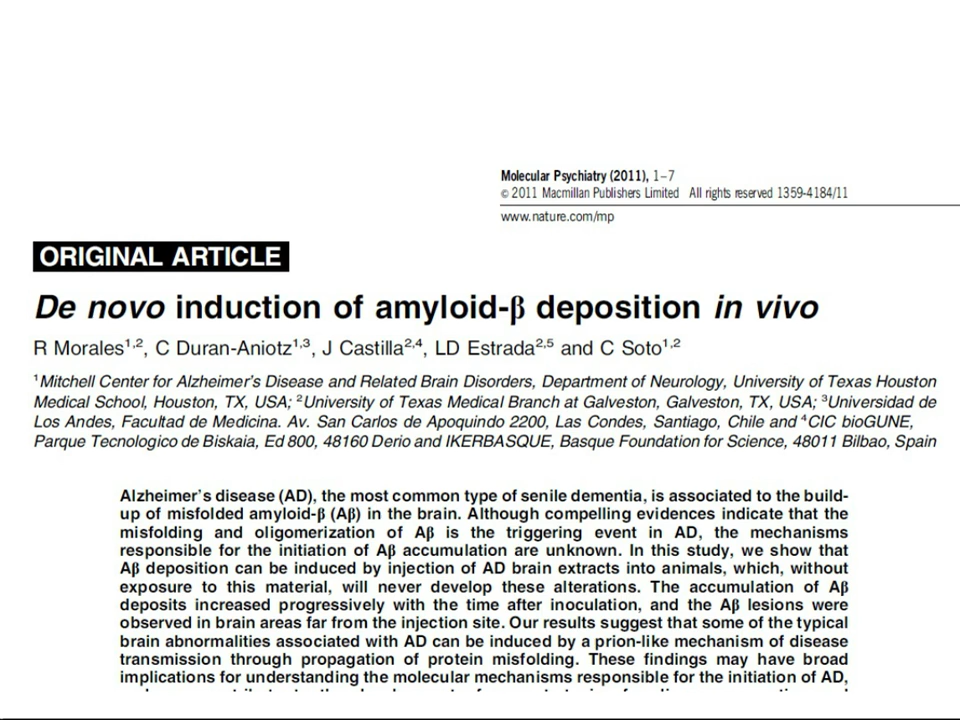 Molecular Psychiatry (2011), 1–7
© 2011 Macmillan Publishers Limited All rights reserved 1359-4184/11
www.nature.com/mp
ORIGINAL ARTICLE
De novo induction of amyloid-β deposition in vivo
R Morales1,2, C Duran-Aniotz1,3, J Castilla2,4, LD Estrada2,5 and C Soto1,2
1Mitchell Center for Alzheimer's Disease and Related Brain Disorders, Department of Neurology, University of Texas Houston
Medical School, Houston, TX, USA; 2University of Texas Medical Branch at Galveston, Galveston, TX, USA; 3Universidad de
Los Andes, Facultad de Medicina. Av. San Carlos de Apoquindo 2200, Las Condes, Santiago, Chile and 4CIC bioGUNE,
Parque Tecnologico de Biskaia, Ed 800, 48160 Derio and IKERBASQUE, Basque Foundation for Science, 48011 Bilbao, Spain
Alzheimer's disease (AD), the most common type of senile dementia, is associated to the build-
up of misfolded amyloid-β (Aβ) in the brain. Although compelling evidences indicate that the
misfolding and oligomerization of Aβ is the triggering event in AD, the mechanisms
responsible for the initiation of Aβ accumulation are unknown. In this study, we show that
Aβ deposition can be induced by injection of AD brain extracts into animals, which, without
exposure to this material, will never develop these alterations. The accumulation of Aβ
deposits increased progressively with the time after inoculation, and the Aβ lesions were
observed in brain areas far from the injection site. Our results suggest that some of the typical
brain abnormalities associated with AD can be induced by a prion-like mechanism of disease
transmission through propagation of protein misfolding. These findings may have broad
implications for understanding the molecular mechanisms responsible for the initiation of AD,